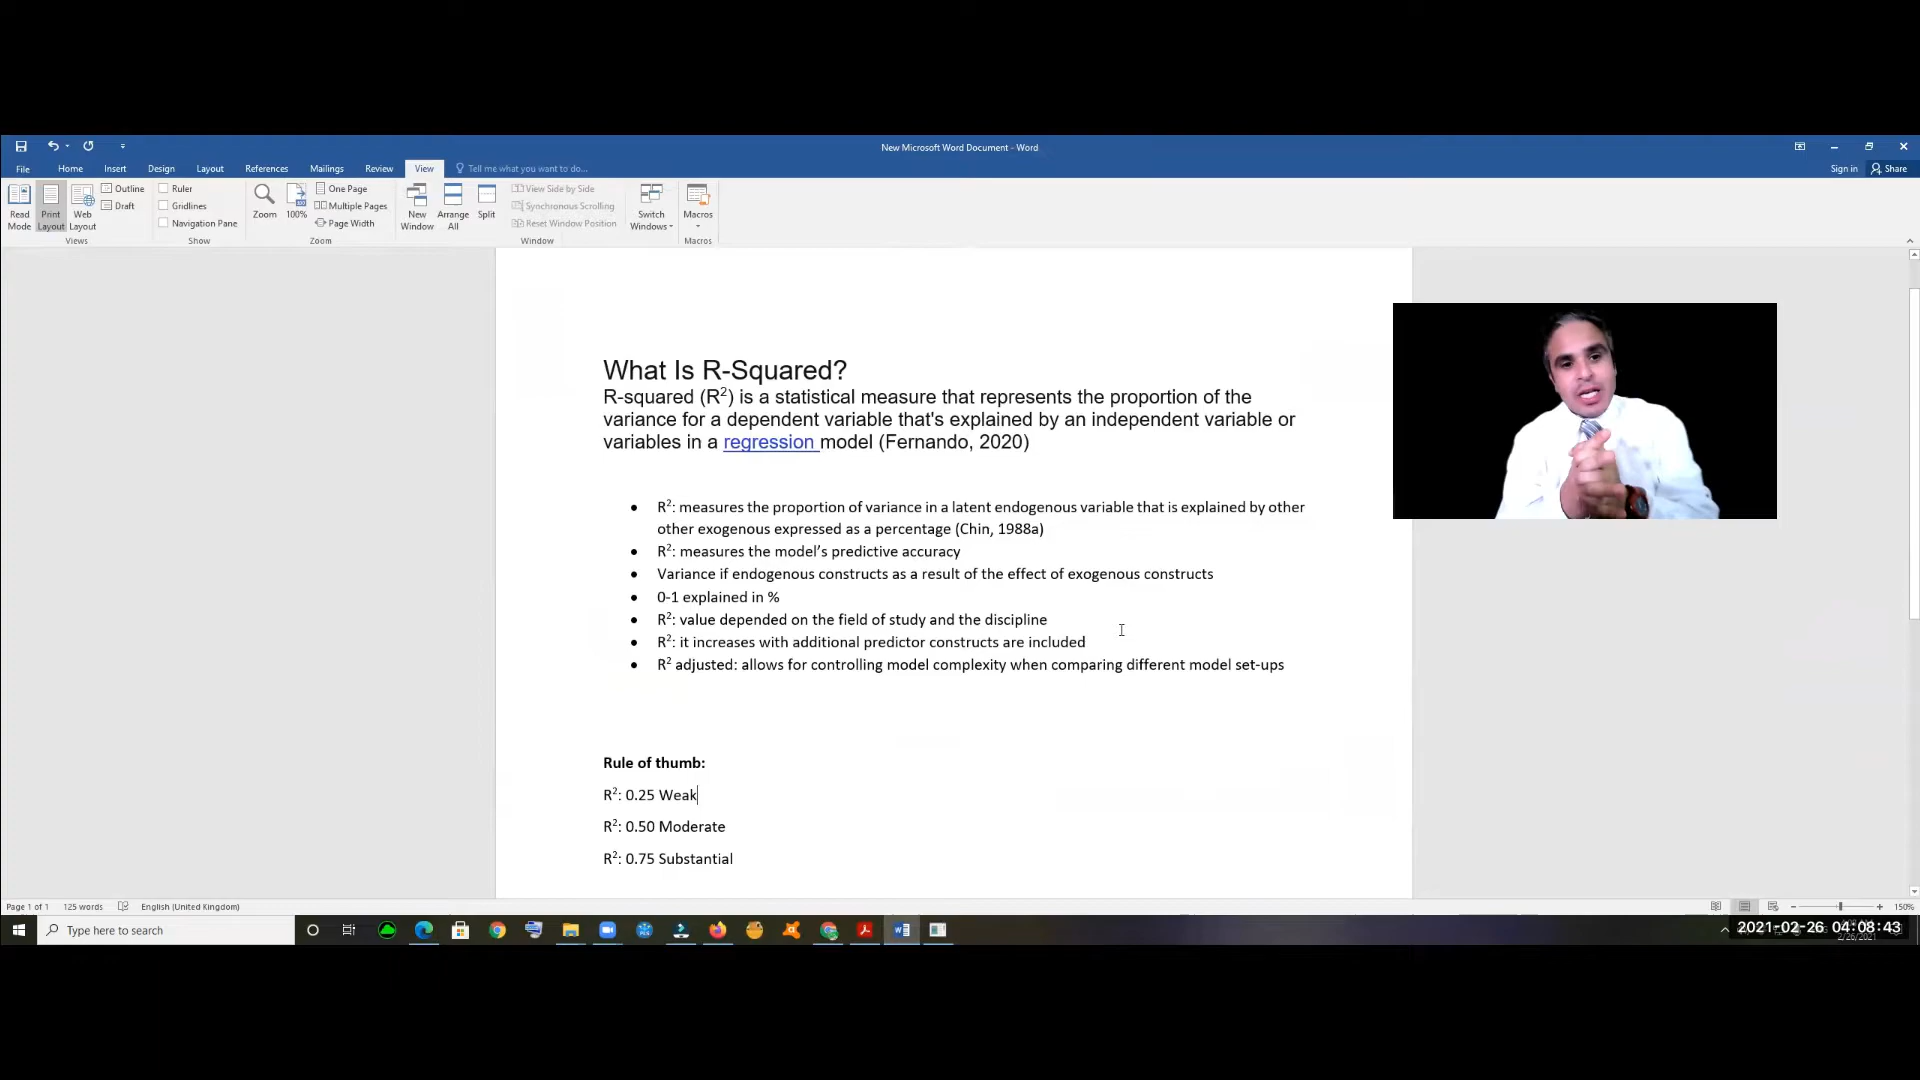 New Microsoft Word Document - Word
File Home Insert Design Layout References Mailings Review View Tell me what you want to do... Sign in Share
Read Mode
Print Layout
Web Layout
Outline
Draft
Views
Ruler
Gridlines
Navigation Pane
Show
Zoom
100%
One Page
Multiple Pages
Page Width
Zoom
New Window
Arrange All
Split
View Side by Side
Synchronous Scrolling
Reset Window Position
Window
Switch Windows
Macros
Macros
What Is R-Squared?
R-squared (R²) is a statistical measure that represents the proportion of the
variance for a dependent variable that's explained by an independent variable or
variables in a regression model (Fernando, 2020)
• R²: measures the proportion of variance in a latent endogenous variable that is explained by other
other exogenous expressed as a percentage (Chin, 1988a)
• R²: measures the model’s predictive accuracy
• Variance if endogenous constructs as a result of the effect of exogenous constructs
• 0-1 explained in %
• R²: value depended on the field of study and the discipline
• R²: it increases with additional predictor constructs are included
• R² adjusted: allows for controlling model complexity when comparing different model set-ups
Rule of thumb:
R²: 0.25 Weak
R²: 0.50 Moderate
R²: 0.75 Substantial
Page 1 of 1 125 words English (United Kingdom) 150%
Type here to search
2021-02-26 04:08:43
2/26/2021